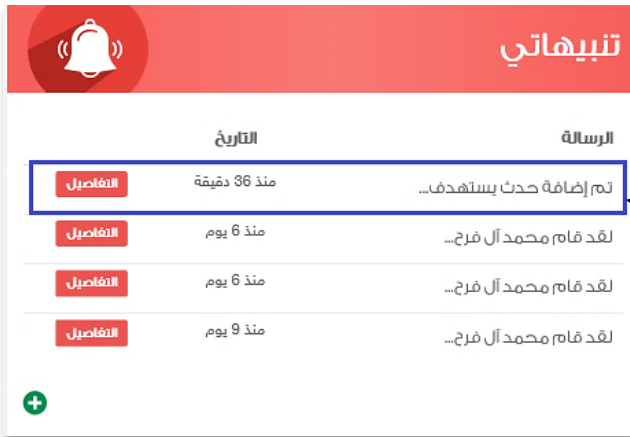 تنبيهاتي
الرسالة التاريخ
تم إضافة حدث يستهدف... منذ 36 دقيقة التفاصيل
لقد قام محمد آل فرح... منذ 6 يوم التفاصيل
لقد قام محمد آل فرح... منذ 6 يوم التفاصيل
لقد قام محمد آل فرح... منذ 9 يوم التفاصيل